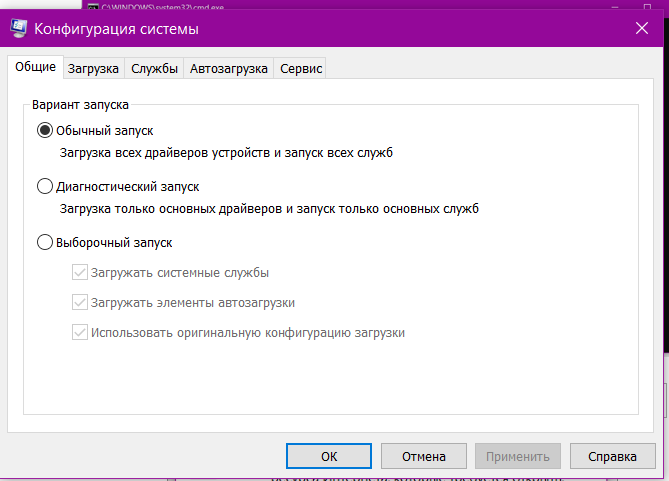 C:\WINDOWS\system32\cmd.exe
Конфигурация системы
Общие Загрузка Службы Автозагрузка Сервис
Вариант запуска
Обычный запуск
Загрузка всех драйверов устройств и запуск всех служб
Диагностический запуск
Загрузка только основных драйверов и запуск только основных служб
Выборочный запуск
Загружать системные службы
Загружать элементы автозагрузки
Использовать оригинальную конфигурацию загрузки
ОК Отмена Применить Справка